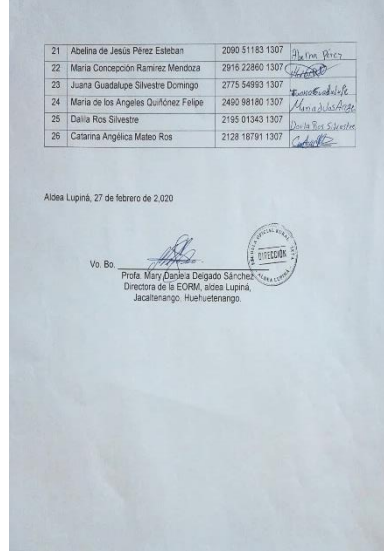 21 Abelina de Jesús Pérez Esteban 2090 51183 1307 Abelina Pérez
22 María Concepción Ramírez Mendoza 2916 22860 1307
23 Juana Guadalupe Silvestre Domingo 2775 54993 1307 Juana Guadalupe
24 María de los Angeles Quiñónez Felipe 2490 98180 1307 María de los Ange
25 Dalila Ros Silvestre 2195 01343 1307 Dalila Ros Silvestre
26 Catarina Angélica Mateo Ros 2128 18791 1307
Aldea Lupiná, 27 de febrero de 2,020
Vo. Bo.
Profa. Mary Daniela Delgado Sánchez
Directora de la EORM, aldea Lupiná,
Jacaltenango, Huehuetenango.
DIRECCIÓN
ALDEA LUPINÁ